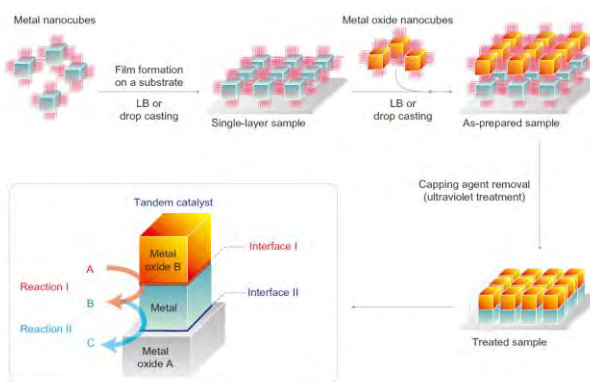 Metal nanocubes
Film formation
on a substrate
LB or
drop casting
Single-layer sample
Metal oxide nanocubes
LB or
drop casting
As-prepared sample
Capping agent removal
(ultraviolet treatment)
Treated sample
Tandem catalyst
Metal
oxide B
Interface I
A
Reaction I
B
Metal
Interface II
Reaction II
C
Metal
oxide A